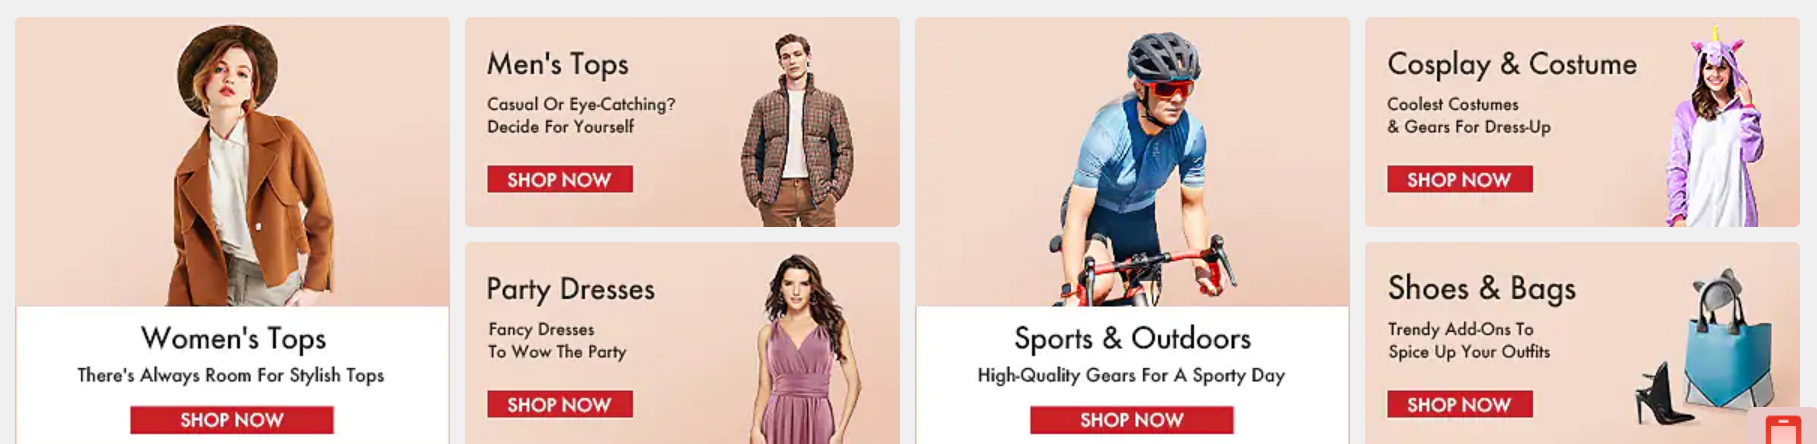 Women's Tops
There's Always Room For Stylish Tops
SHOP NOW
Men's Tops
Casual Or Eye-Catching?
Decide For Yourself
SHOP NOW
Party Dresses
Fancy Dresses
To Wow The Party
SHOP NOW
Sports & Outdoors
High-Quality Gears For A Sporty Day
SHOP NOW
Cosplay & Costume
Coolest Costumes
& Gears For Dress-Up
SHOP NOW
Shoes & Bags
Trendy Add-Ons To
Spice Up Your Outfits
SHOP NOW